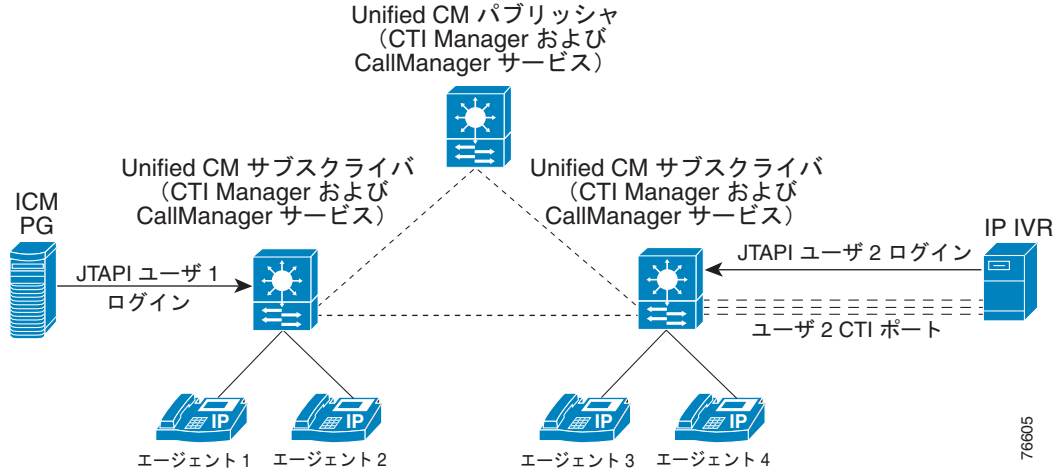 Unified CM パブリッシャ
（CTI Manager および
CallManager サービス）
Unified CM サブスクライバ
（CTI Manager および
CallManager サービス）
Unified CM サブスクライバ
（CTI Manager および
CallManager サービス）
ICM
PG
IP IVR
JTAPI ユーザ 1
ログイン
JTAPI ユーザ 2 ログイン
ユーザ 2 CTI ポート
IP
IP
IP
IP
エージェント 1
エージェント 2
エージェント 3
エージェント 4
76605